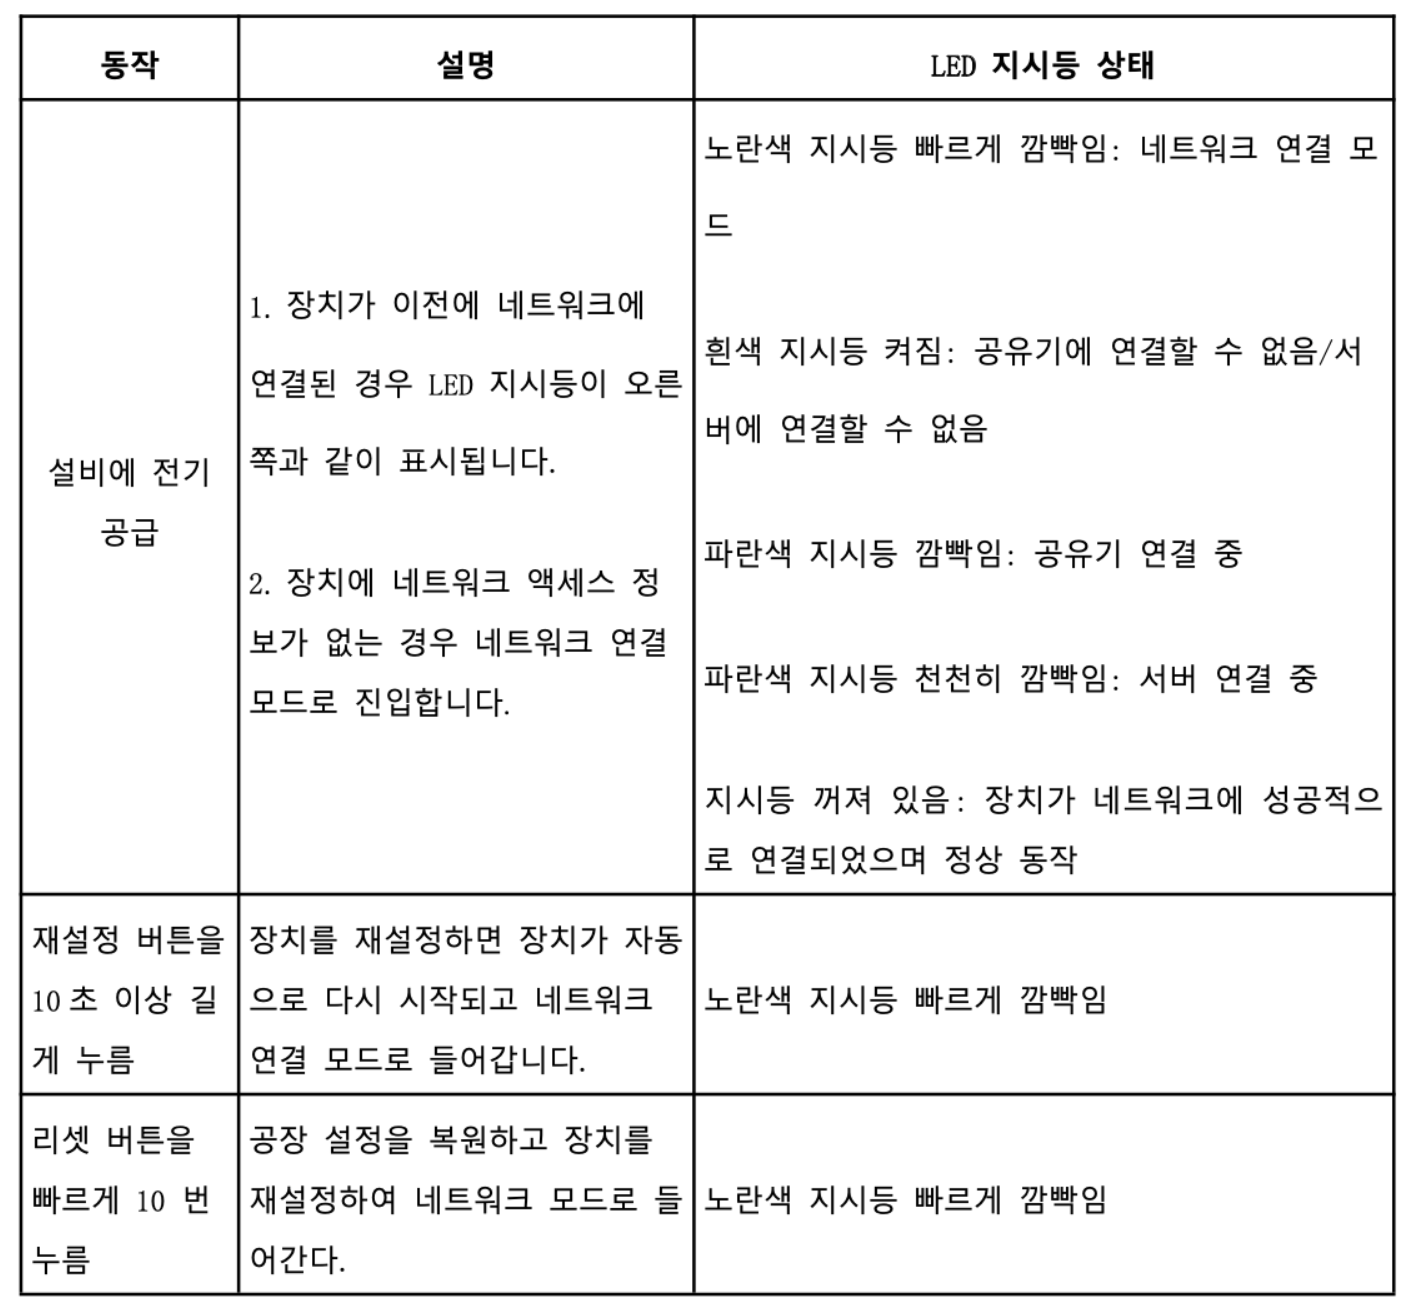 동작
설명
LED 지시등 상태
설비에 전기
공급
1. 장치가 이전에 네트워크에
연결된 경우 LED 지시등이 오른
쪽과 같이 표시됩니다.
2. 장치에 네트워크 액세스 정
보가 없는 경우 네트워크 연결
모드로 진입합니다.
노란색 지시등 빠르게 깜빡임: 네트워크 연결 모
드
흰색 지시등 켜짐: 공유기에 연결할 수 없음/서
버에 연결할 수 없음
파란색 지시등 깜빡임: 공유기 연결 중
파란색 지시등 천천히 깜빡임: 서버 연결 중
지시등 꺼져 있음: 장치가 네트워크에 성공적으
로 연결되었으며 정상 동작
재설정 버튼을
10초 이상 길
게 누름
장치를 재설정하면 장치가 자동
으로 다시 시작되고 네트워크
연결 모드로 들어갑니다.
노란색 지시등 빠르게 깜빡임
리셋 버튼을
빠르게 10 번
누름
공장 설정을 복원하고 장치를
재설정하여 네트워크 모드로 들
어간다.
노란색 지시등 빠르게 깜빡임